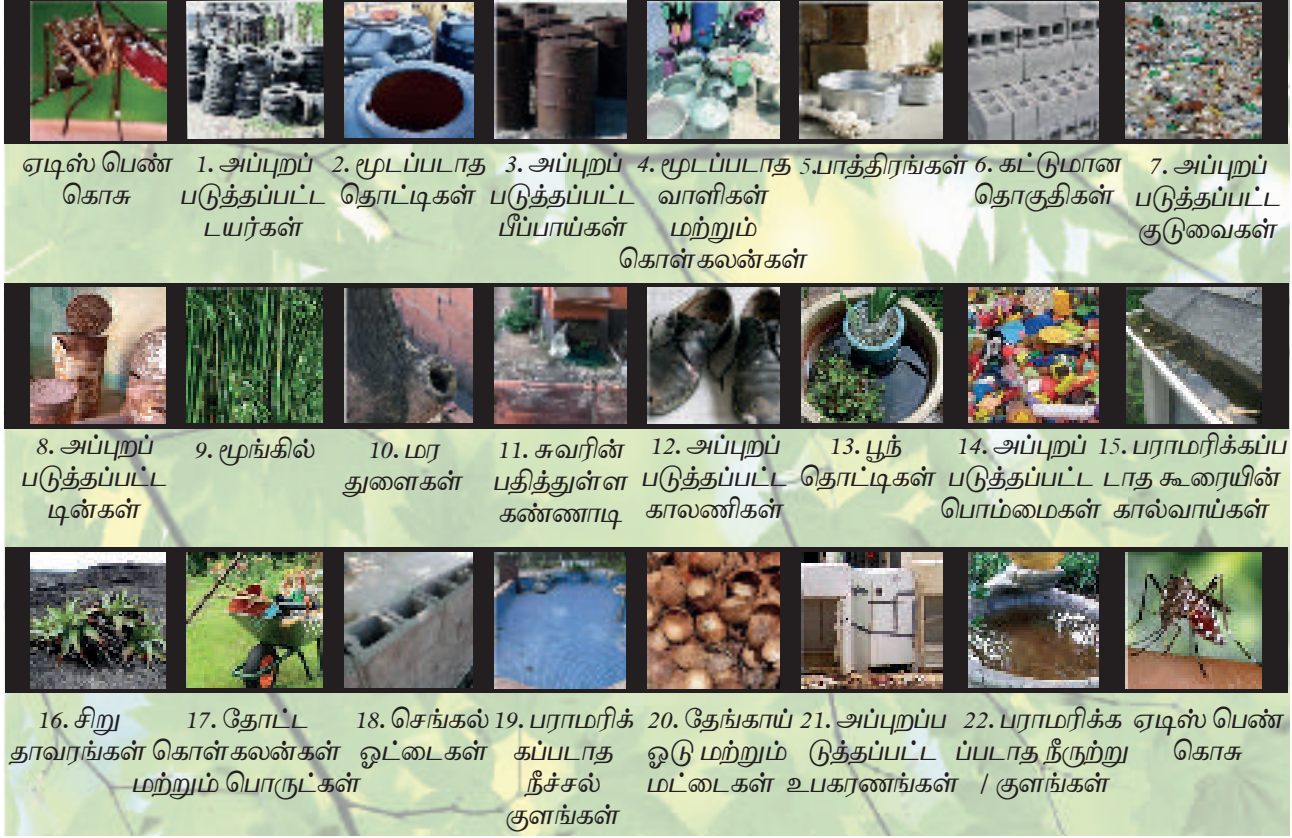 ஏடிஸ் பெண்
கொசு
1. அப்புறப்
படுத்தப்பட்ட
டயர்கள்
2. மூடப்படாத
தொட்டிகள்
3. அப்புறப்
படுத்தப்பட்ட
பீப்பாய்கள்
4. மூடப்படாத
வாளிகள்
மற்றும்
கொள்கலன்கள்
5.பாத்திரங்கள்
6. கட்டுமான
தொகுதிகள்
7. அப்புறப்
படுத்தப்பட்ட
குடுவைகள்
8. அப்புறப்
படுத்தப்பட்ட
டின்கள்
9. மூங்கில்
10. மர
துளைகள்
11. சுவரின்
பதித்துள்ள
கண்ணாடி
12. அப்புறப்
படுத்தப்பட்ட
காலணிகள்
13. பூந்
தொட்டிகள்
14. அப்புறப்
படுத்தப்பட்ட
பொம்மைகள்
15. பராமரிக்கப்ப
டாத கூரையின்
கால்வாய்கள்
16. சிறு
தாவரங்கள்
17. தோட்ட
கொள்கலன்கள்
மற்றும் பொருட்கள்
18. செங்கல்
ஓட்டைகள்
19. பராமரிக்
கப்படாத
நீச்சல்
குளங்கள்
20. தேங்காய்
ஓடு மற்றும்
மட்டைகள்
21. அப்புறப்ப
டுத்தப்பட்ட
உபகரணங்கள்
22. பராமரிக்க
ப்படாத நீருற்று
/ குளங்கள்
ஏடிஸ் பெண்
கொசு